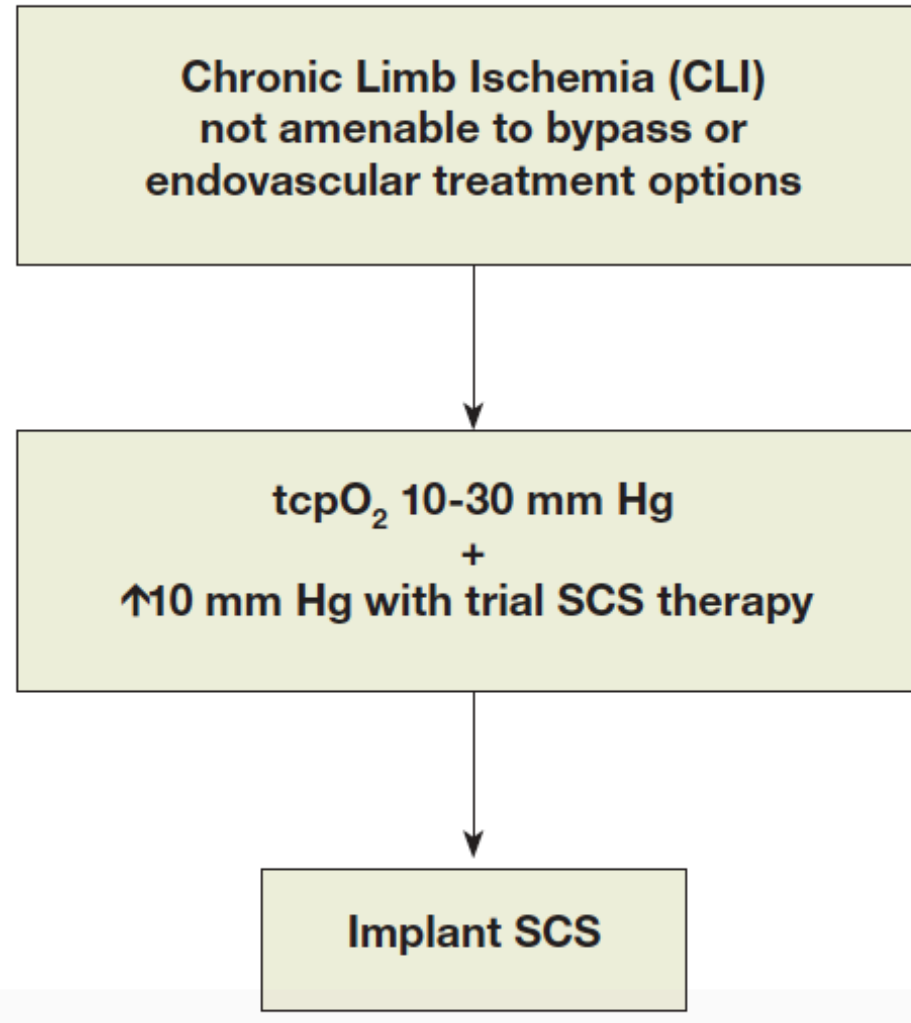 Chronic Limb Ischemia (CLI)
not amenable to bypass or
endovascular treatment options
tcpO₂ 10-30 mm Hg
+
↑10 mm Hg with trial SCS therapy
Implant SCS